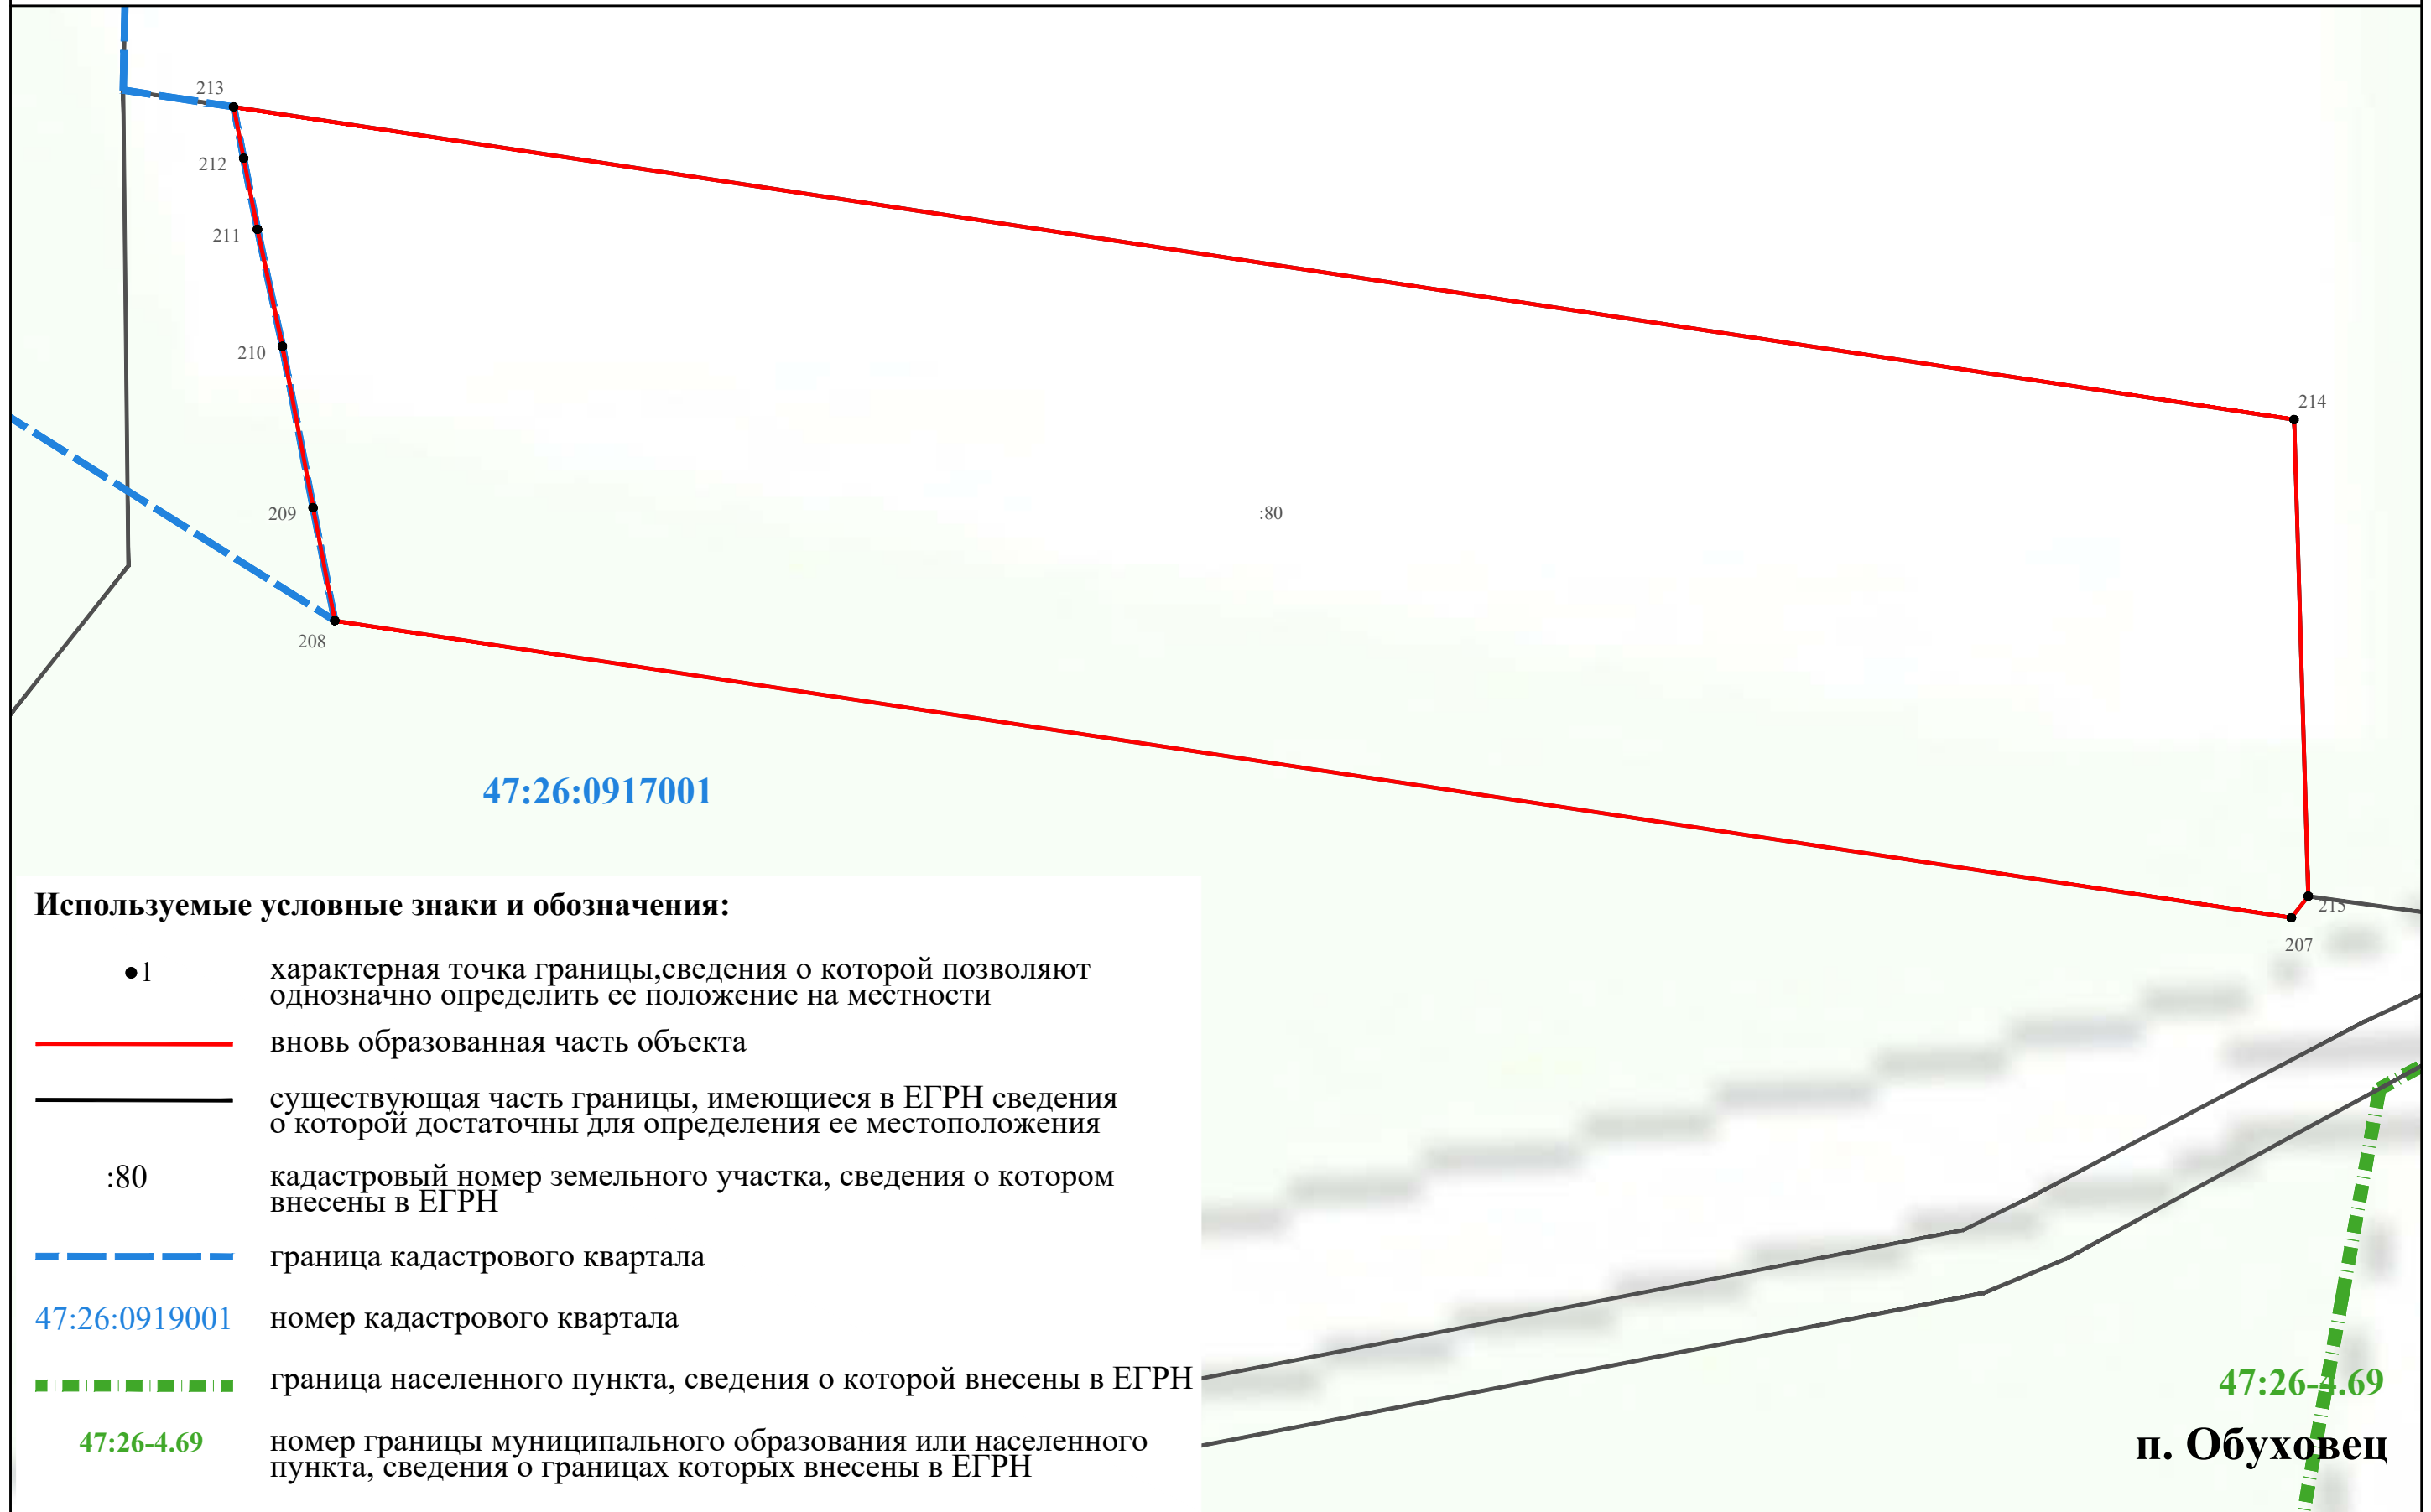 213
212
211
210
214
209
:80
208
47:26:0917001
215
207
Используемые условные знаки и обозначения:
1
характерная точка границы,сведения о которой позволяют
однозначно определить ее положение на местности
вновь образованная часть объекта
существующая часть границы, имеющиеся в ЕГРН сведения
о которой достаточны для определения ее местоположения
:80
кадастровый номер земельного участка, сведения о котором
внесены в ЕГРН
граница кадастрового квартала
47:26:0919001
номер кадастрового квартала
граница населенного пункта, сведения о которой внесены в ЕГРН
47:26-4.69
номер границы муниципального образования или населенного
пункта, сведения о границах которых внесены в ЕГРН
47:26-4.69
п. Обуховец